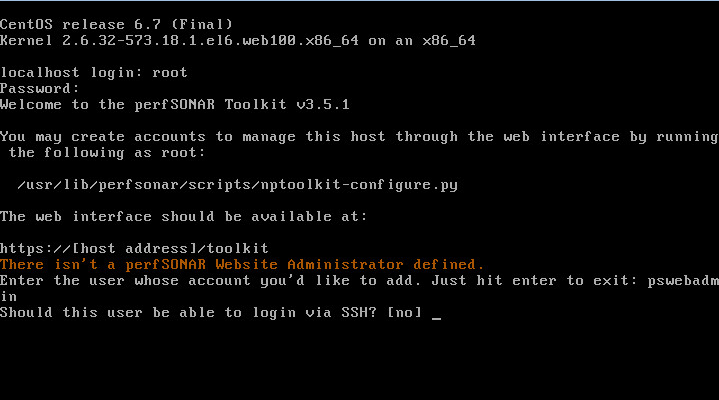 CentOS release 6.7 (Final)
Kernel 2.6.32-573.18.1.el6.web100.x86_64 on an x86_64
localhost login: root
Password:
Welcome to the perfSONAR Toolkit v3.5.1
You may create accounts to manage this host through the web interface by running
the following as root:
/usr/lib/perfsonar/scripts/nptoolkit-configure.py
The web interface should be available at:
https://[host address]/toolkit
There isn't a perfSONAR Website Administrator defined.
Enter the user whose account you'd like to add. Just hit enter to exit: pswebadm
in
Should this user be able to login via SSH? [no] _